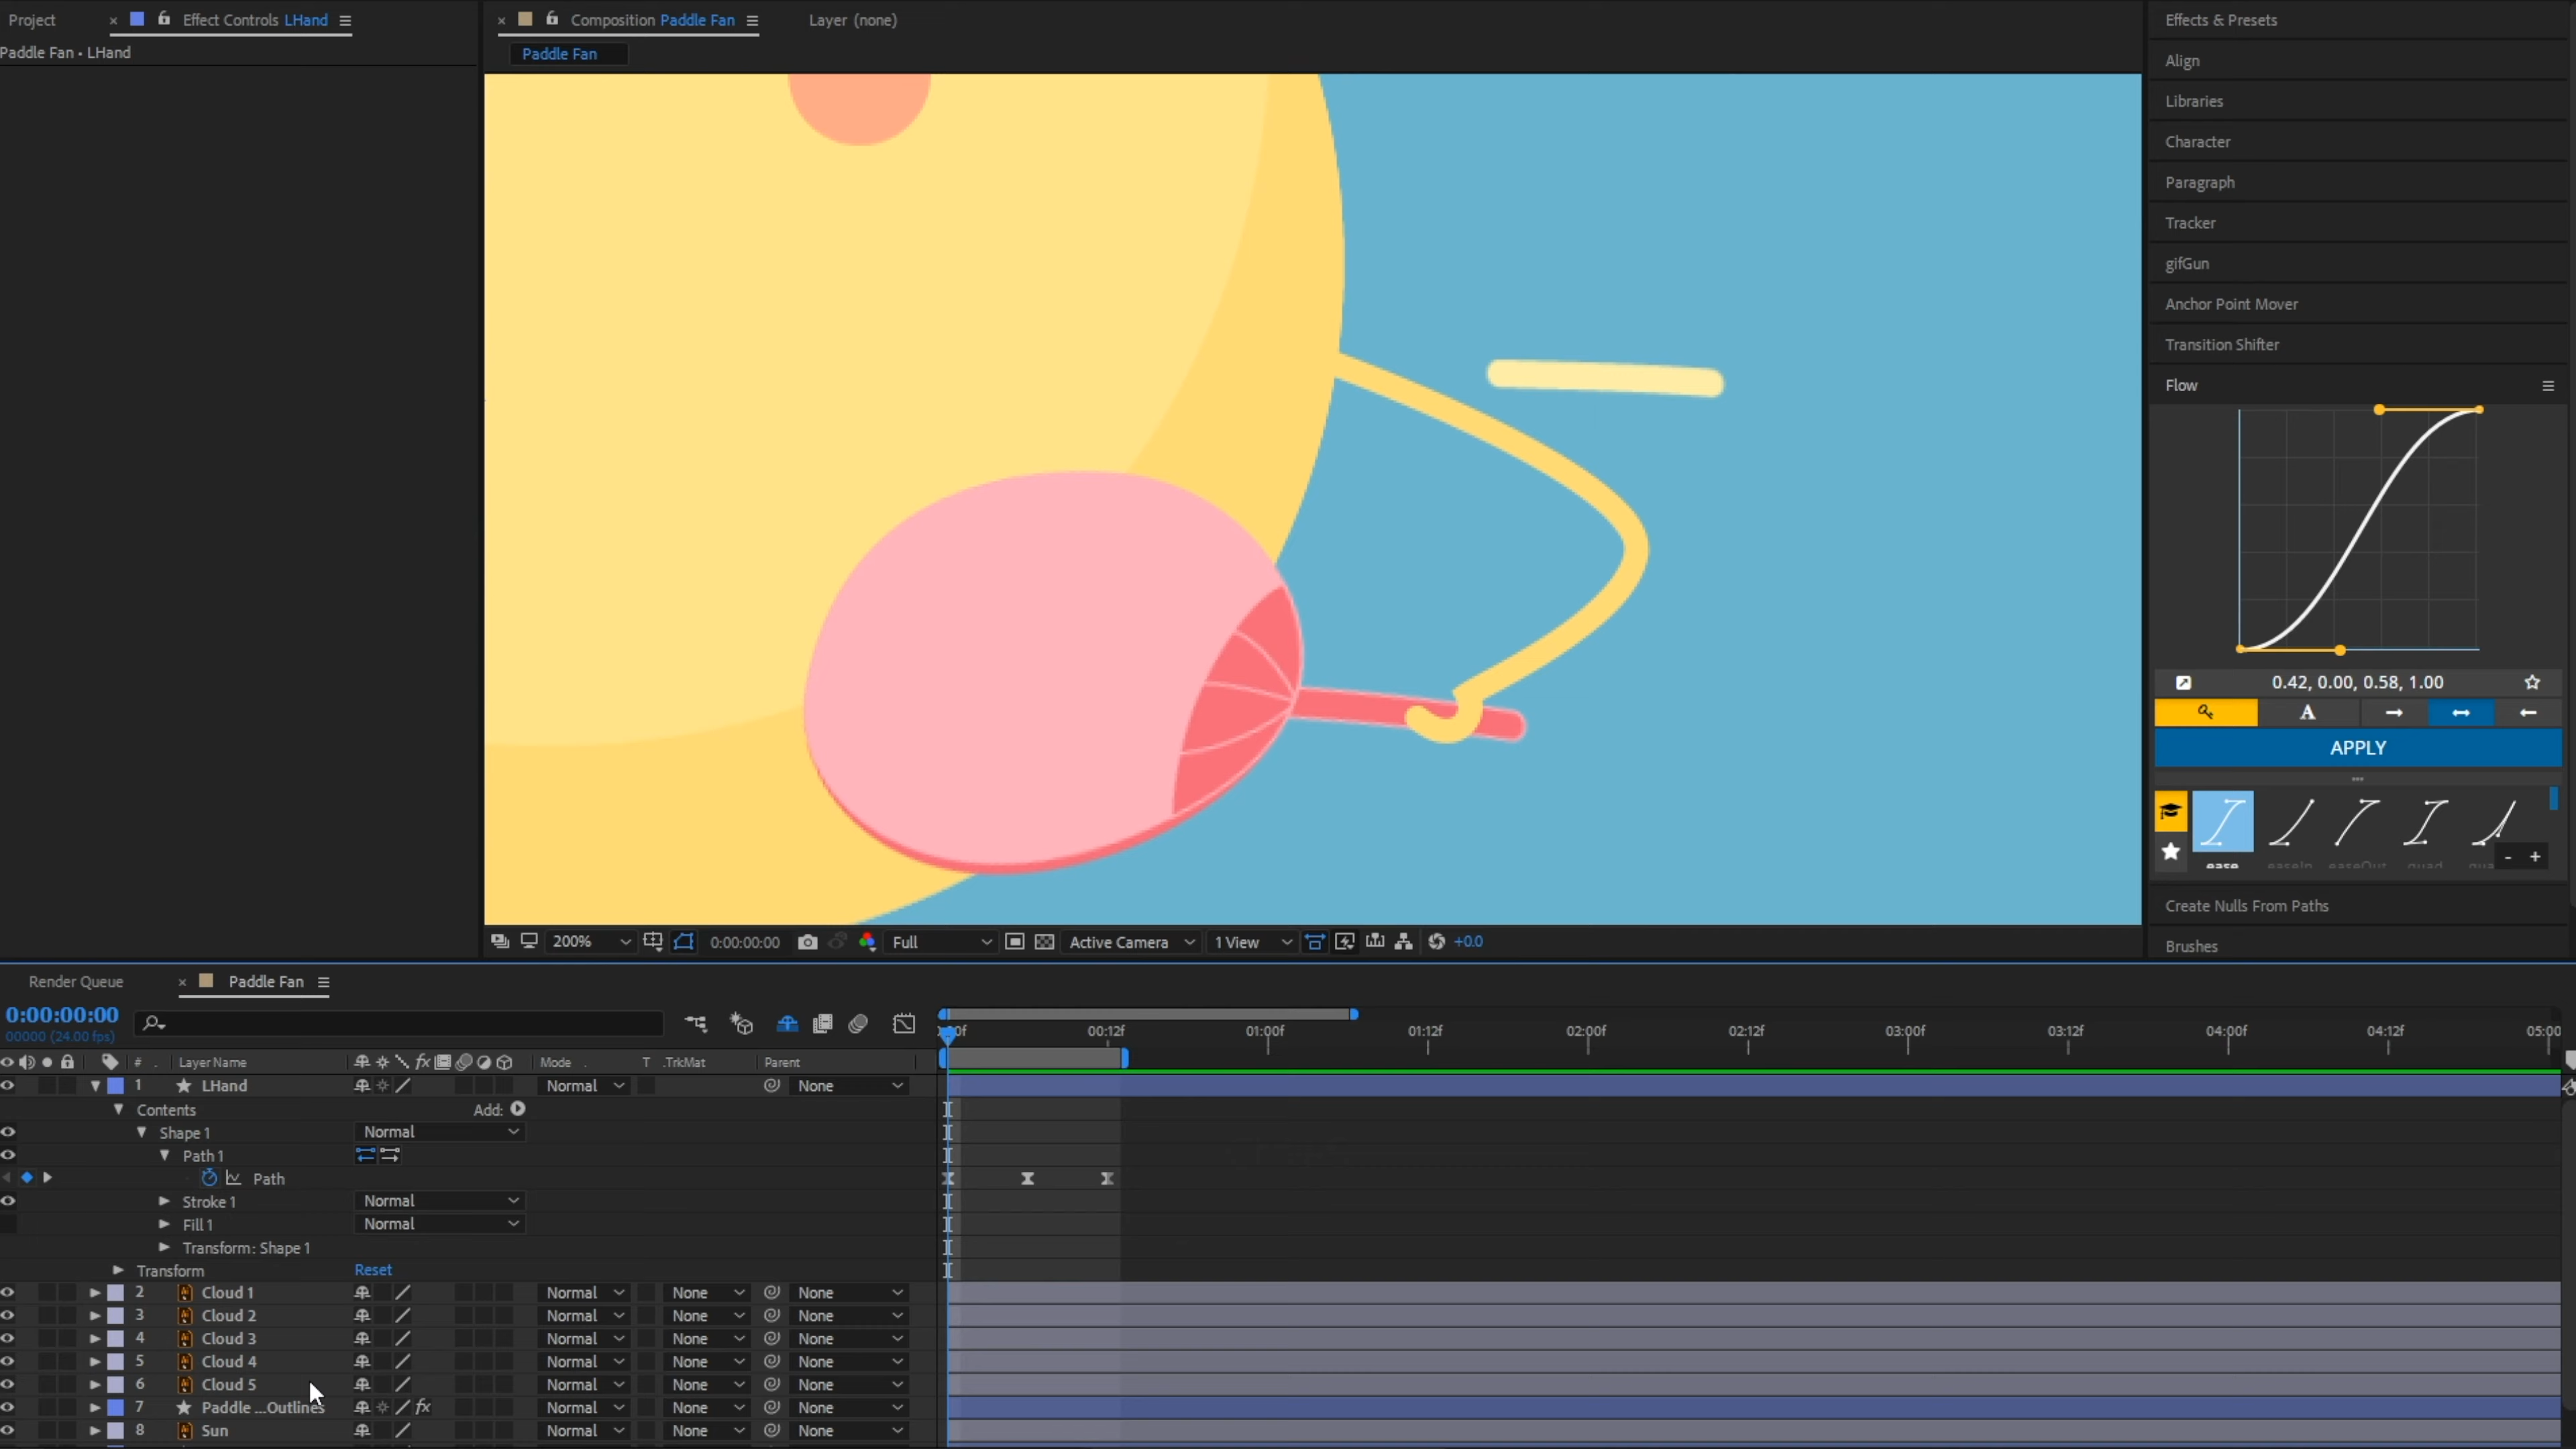 Project
Effect Controls LHand
Paddle Fan • LHand
Composition Paddle Fan
Layer (none)
Paddle Fan
200%
0:00:00:00
Full
Active Camera
1 View
+0.0
Effects & Presets
Align
Libraries
Character
Paragraph
Tracker
gifGun
Anchor Point Mover
Transition Shifter
Flow
0.42, 0.00, 0.58, 1.00
A
APPLY
ease
easeIn
easeOut
quad
- +
Create Nulls From Paths
Brushes
Render Queue
Paddle Fan
0:00:00:00
00000 (24.00 fps)
00:12f 01:00f 01:12f 02:00f 02:12f 03:00f 03:12f 04:00f 04:12f 05:00
# . Layer Name fx Mode . T .TrkMat Parent
1 LHand Normal None
Contents Add:
Shape 1 Normal
Path 1
Path
Stroke 1 Normal
Fill 1 Normal
Transform: Shape 1
Transform Reset
2 Cloud 1 Normal None None
3 Cloud 2 Normal None None
4 Cloud 3 Normal None None
5 Cloud 4 Normal None None
6 Cloud 5 Normal None None
7 Paddle ...Outlines fx Normal None None
8 Sun Normal None None